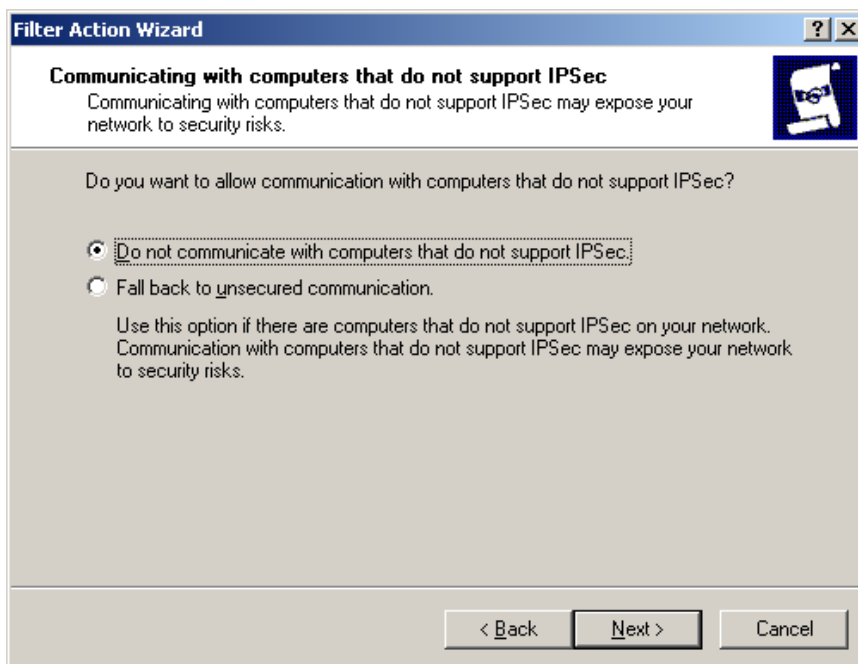 Filter Action Wizard
Communicating with computers that do not support IPSec
Communicating with computers that do not support IPSec may expose your
network to security risks.
Do you want to allow communication with computers that do not support IPSec?
Do not communicate with computers that do not support IPSec.
Fall back to unsecured communication.
Use this option if there are computers that do not support IPSec on your network.
Communication with computers that do not support IPSec may expose your network
to security risks.
< Back Next > Cancel